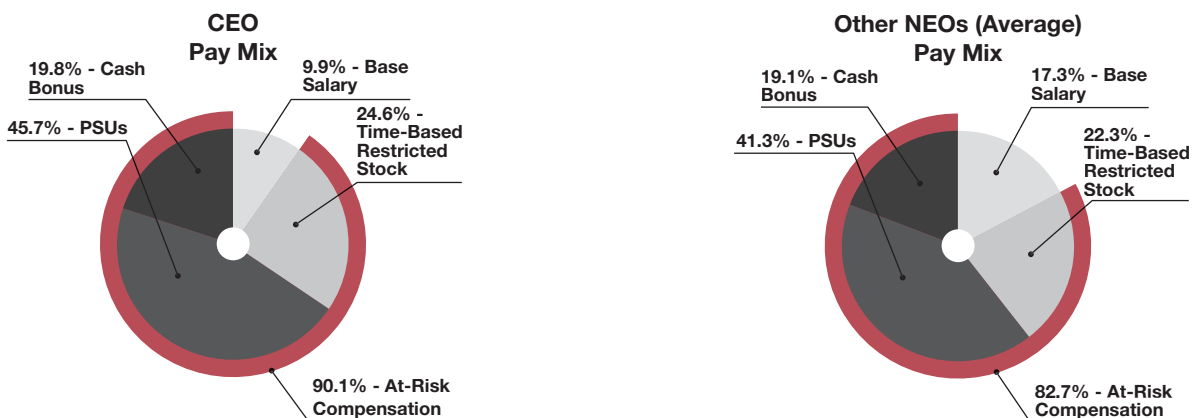 CEO
Pay Mix
19.8% - Cash
Bonus
9.9% - Base
Salary
45.7% - PSUs
24.6% -
Time-Based
Restricted
Stock
90.1% - At-Risk
Compensation
Other NEOs (Average)
Pay Mix
19.1% - Cash
Bonus
17.3% - Base
Salary
41.3% - PSUs
22.3% -
Time-Based
Restricted
Stock
82.7% - At-Risk
Compensation